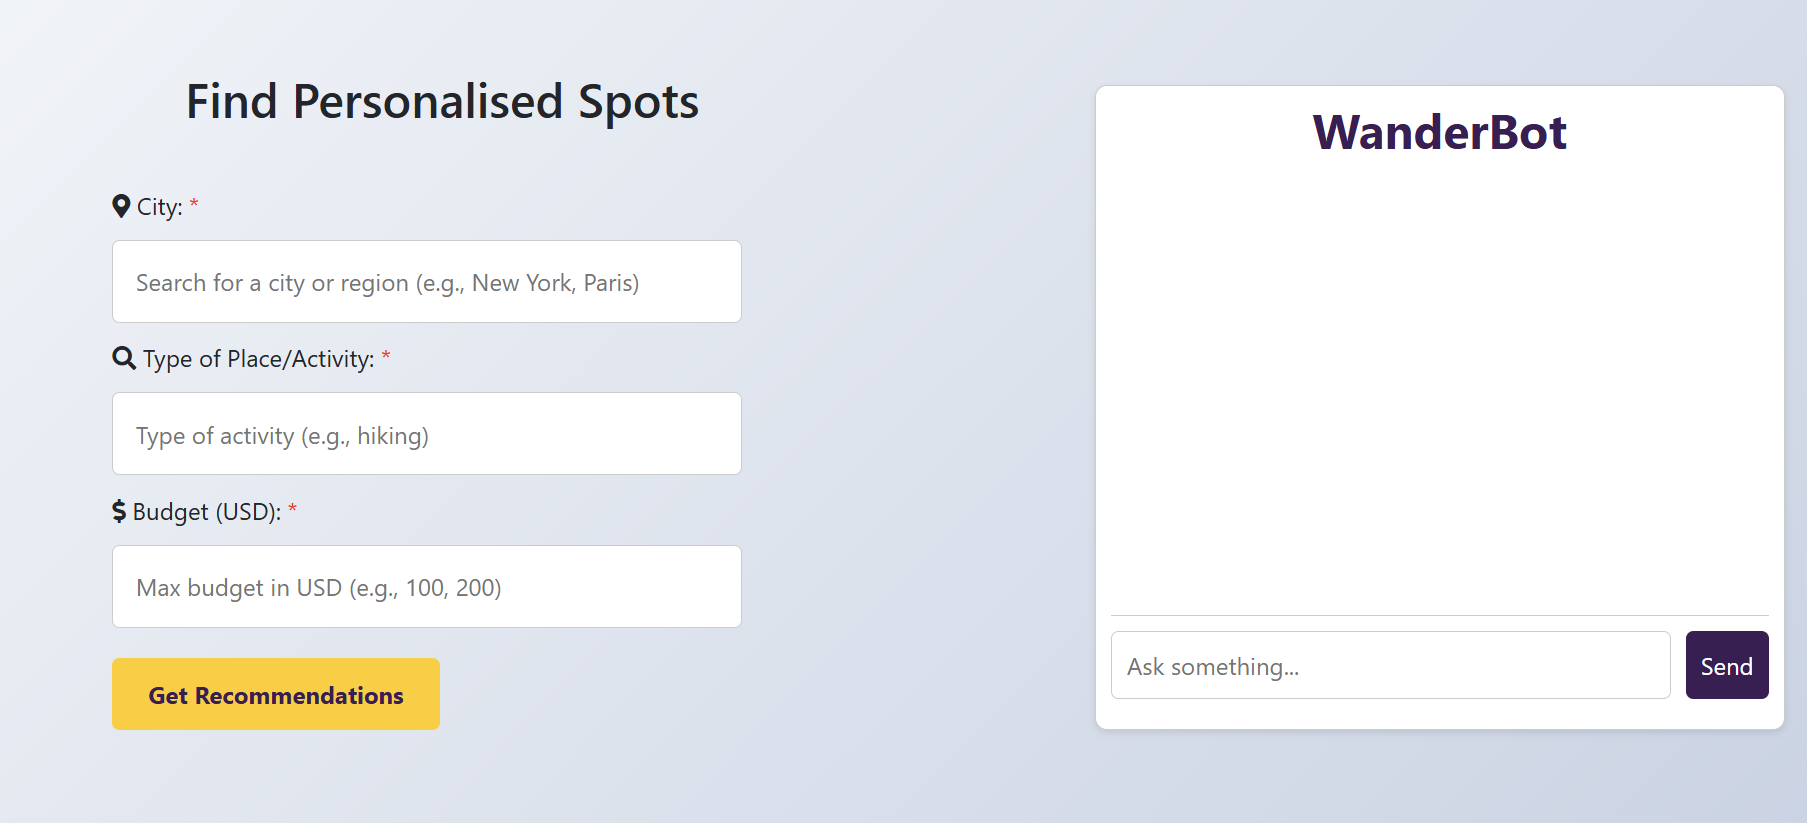 Find Personalised Spots
City: *
Search for a city or region (e.g., New York, Paris)
Type of Place/Activity: *
Type of activity (e.g., hiking)
$ Budget (USD): *
Max budget in USD (e.g., 100, 200)
Get Recommendations
WanderBot
Ask something...
Send